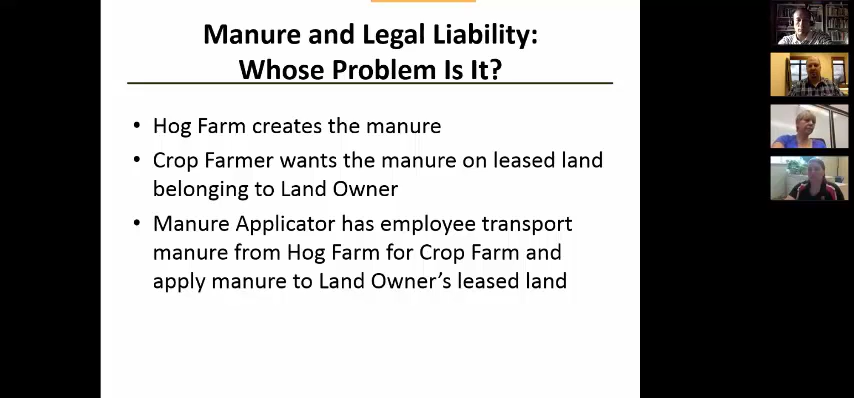 Manure and Legal Liability:
Whose Problem Is It?
• Hog Farm creates the manure
• Crop Farmer wants the manure on leased land
belonging to Land Owner
• Manure Applicator has employee transport
manure from Hog Farm for Crop Farm and
apply manure to Land Owner’s leased land